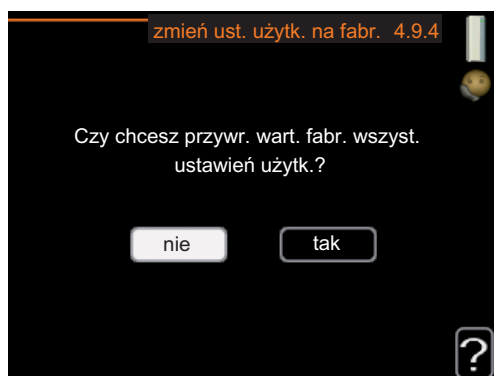 zmień ust. użytk. na fabr. 4.9.4
Czy chcesz przywr. wart. fabr. wszyst.
ustawień użytk.?
nie tak
?